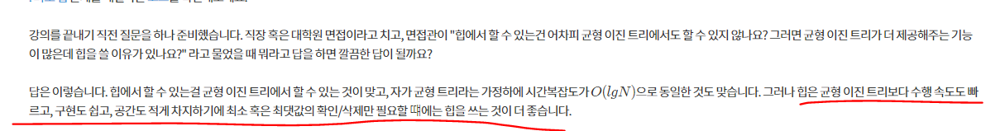 강의를 끝내기 직전 질문을 하나 준비했습니다. 직장 혹은 대학원 면접이라고 치고, 면접관이 "힙에서 할 수 있는건 어차피 균형 이진 트리에서도 할 수 있지 않나요? 그러면 균형 이진 트리가 더 제공해주는 기능
이 많은데 힙을 쓸 이유가 있나요?" 라고 물었을 때 뭐라고 답을 하면 깔끔한 답이 될까요?
답은 이렇습니다. 힙에서 할 수 있는걸 균형 이진 트리에서 할 수 있는 것이 맞고, 자가 균형 트리라는 가정하에 시간복잡도가 O(lgN)으로 동일한 것도 맞습니다. 그러나 힙은 균형 이진 트리보다 수행 속도도 빠
르고, 구현도 쉽고, 공간도 적게 차지하기에 최소 혹은 최댓값의 확인/삭제만 필요할 떄에는 힙을 쓰는 것이 더 좋습니다.